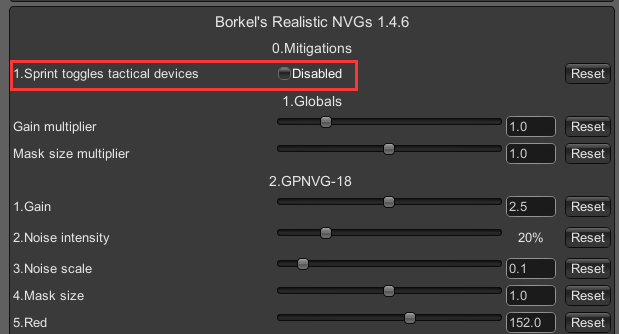 Borkel's Realistic NVGs 1.4.6
0.Mitigations
1.Sprint toggles tactical devices Disabled Reset
1.Globals
Gain multiplier 1.0 Reset
Mask size multiplier 1.0 Reset
2.GPNVG-18
1.Gain 2.5 Reset
2.Noise intensity 20% Reset
3.Noise scale 0.1 Reset
4.Mask size 1.0 Reset
5.Red 152.0 Reset